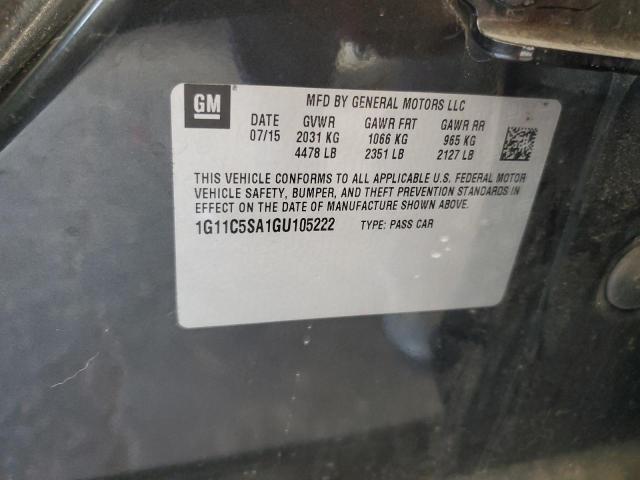 GM
MFD BY GENERAL MOTORS LLC
DATE GVWR GAWR FRT GAWR RR
07/15 2031 KG 1066 KG 965 KG
4478 LB 2351 LB 2127 LB
THIS VEHICLE CONFORMS TO ALL APPLICABLE U.S. FEDERAL MOTOR
VEHICLE SAFETY, BUMPER, AND THEFT PREVENTION STANDARDS IN
EFFECT ON THE DATE OF MANUFACTURE SHOWN ABOVE.
1G11C5SA1GU105222 TYPE: PASS CAR